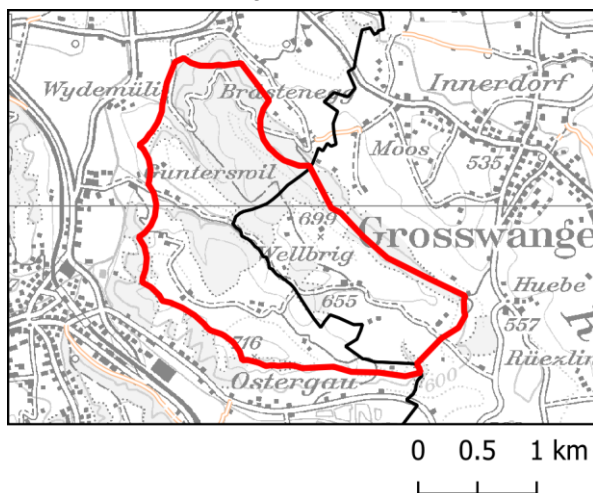 Innerdorf
Wydemüli
Brästenegg
Moos
535
Gunterswil
699
Grosswange
Wellbrig
Huebe
655
557
716
Rüezlin
Ostergau
600
0 0.5 1 km